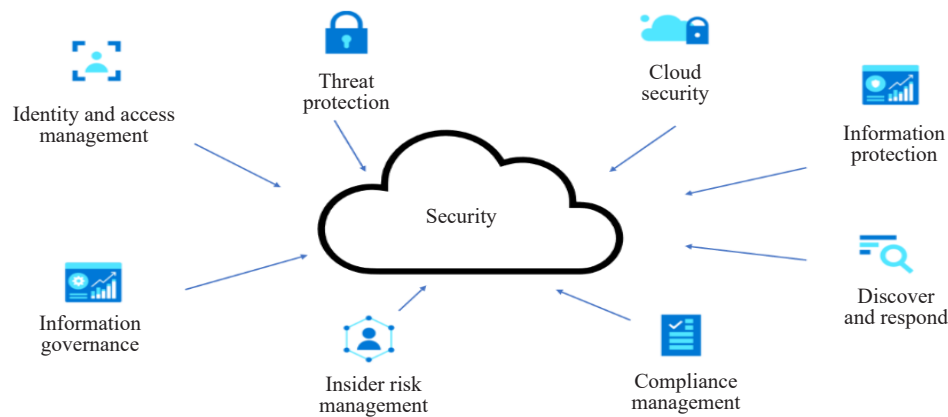 Identity and access
management
Threat
protection
Cloud
security
Information
protection
Security
Information
governance
Insider risk
management
Compliance
management
Discover
and respond